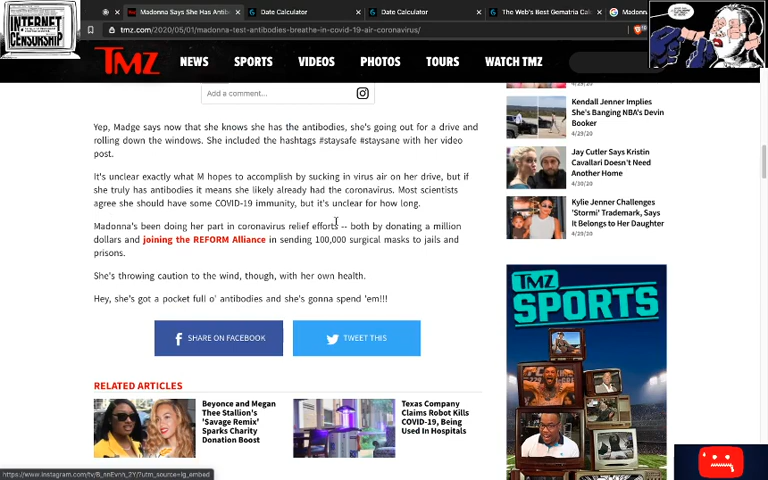 INTERNET
CENSORSHIP
Madonna Says She Has Antib
Date Calculator
Date Calculator
The Web's Best Gematria Cal
Madonn
tmz.com/2020/05/01/madonna-test-antibodies-breathe-in-covid-19-air-coronavirus/
TMZ
NEWS
SPORTS
VIDEOS
PHOTOS
TOURS
WATCH TMZ
Add a comment...
Yep, Madge says now that she knows she has the antibodies, she's going out for a drive and
rolling down the windows. She included the hashtags #staysafe #staysane with her video
post.
It's unclear exactly what M hopes to accomplish by sucking in virus air on her drive, but if
she truly has antibodies it means she likely already had the coronavirus. Most scientists
agree she should have some COVID-19 immunity, but it's unclear for how long.
Madonna's been doing her part in coronavirus relief efforts -- both by donating a million
dollars and joining the REFORM Alliance in sending 100,000 surgical masks to jails and
prisons.
She's throwing caution to the wind, though, with her own health.
Hey, she's got a pocket full o' antibodies and she's gonna spend 'em!!!
SHARE ON FACEBOOK
TWEET THIS
RELATED ARTICLES
Beyonce and Megan
Thee Stallion's
'Savage Remix'
Sparks Charity
Donation Boost
Texas Company
Claims Robot Kills
COVID-19, Being
Used In Hospitals
4/29/20
Kendall Jenner Implies
She's Banging NBA's Devin
Booker
4/29/20
Jay Cutler Says Kristin
Cavallari Doesn't Need
Another Home
4/30/20
Kylie Jenner Challenges
'Stormi' Trademark, Says
It Belongs to Her Daughter
4/29/20
TMZ
SPORTS